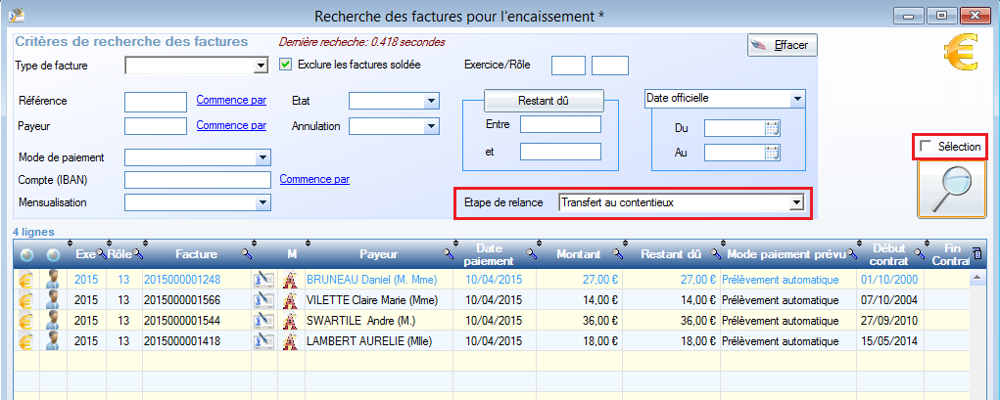 Recherche des factures pour l'encaissement *
Critères de recherche des factures
Dernière recheche: 0.418 secondes
Effacer
Type de facture
Exclure les factures soldée
Exercice/Rôle
Référence
Commence par
Etat
Restant dû
Date officielle
Payeur
Commence par
Annulation
Entre
Du
et
Au
Sélection
Mode de paiement
Compte (IBAN)
Commence par
Mensualisation
Etape de relance
Transfert au contentieux
4 lignes
Exe Rôle Facture M Payeur Date paiement Montant Restant dû Mode paiement prévu Début contrat Fin Contrat
2015 13 2015000001248 BRUNEAU Daniel (M. Mme) 10/04/2015 27,00 € 27,00 € Prélèvement automatique 01/10/2000
2015 13 2015000001566 VILETTE Claire Marie (Mme) 10/04/2015 14,00 € 14,00 € Prélèvement automatique 07/10/2004
2015 13 2015000001544 SWARTILE Andre (M.) 10/04/2015 36,00 € 36,00 € Prélèvement automatique 27/09/2010
2015 13 2015000001418 LAMBERT AURELIE (Mlle) 10/04/2015 18,00 € 18,00 € Prélèvement automatique 15/05/2014